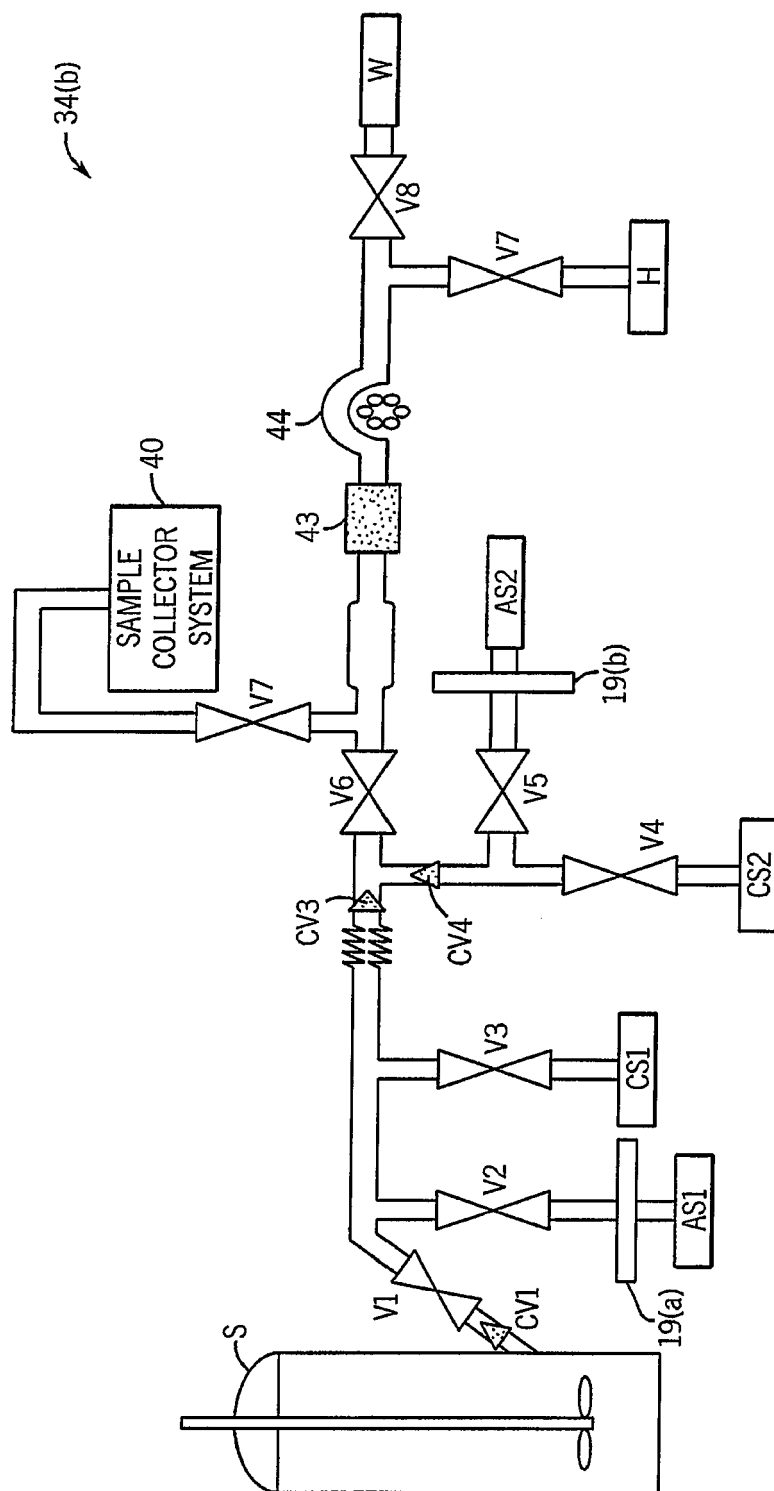 34(b)
W
V8
V7
H
44
43
40
SAMPLE
COLLECTOR
SYSTEM
V7
V6
AS2
19(b)
V5
V4
CS2
CV3
CV4
V3
CS1
V2
AS1
19(a)
V1
CV1
S